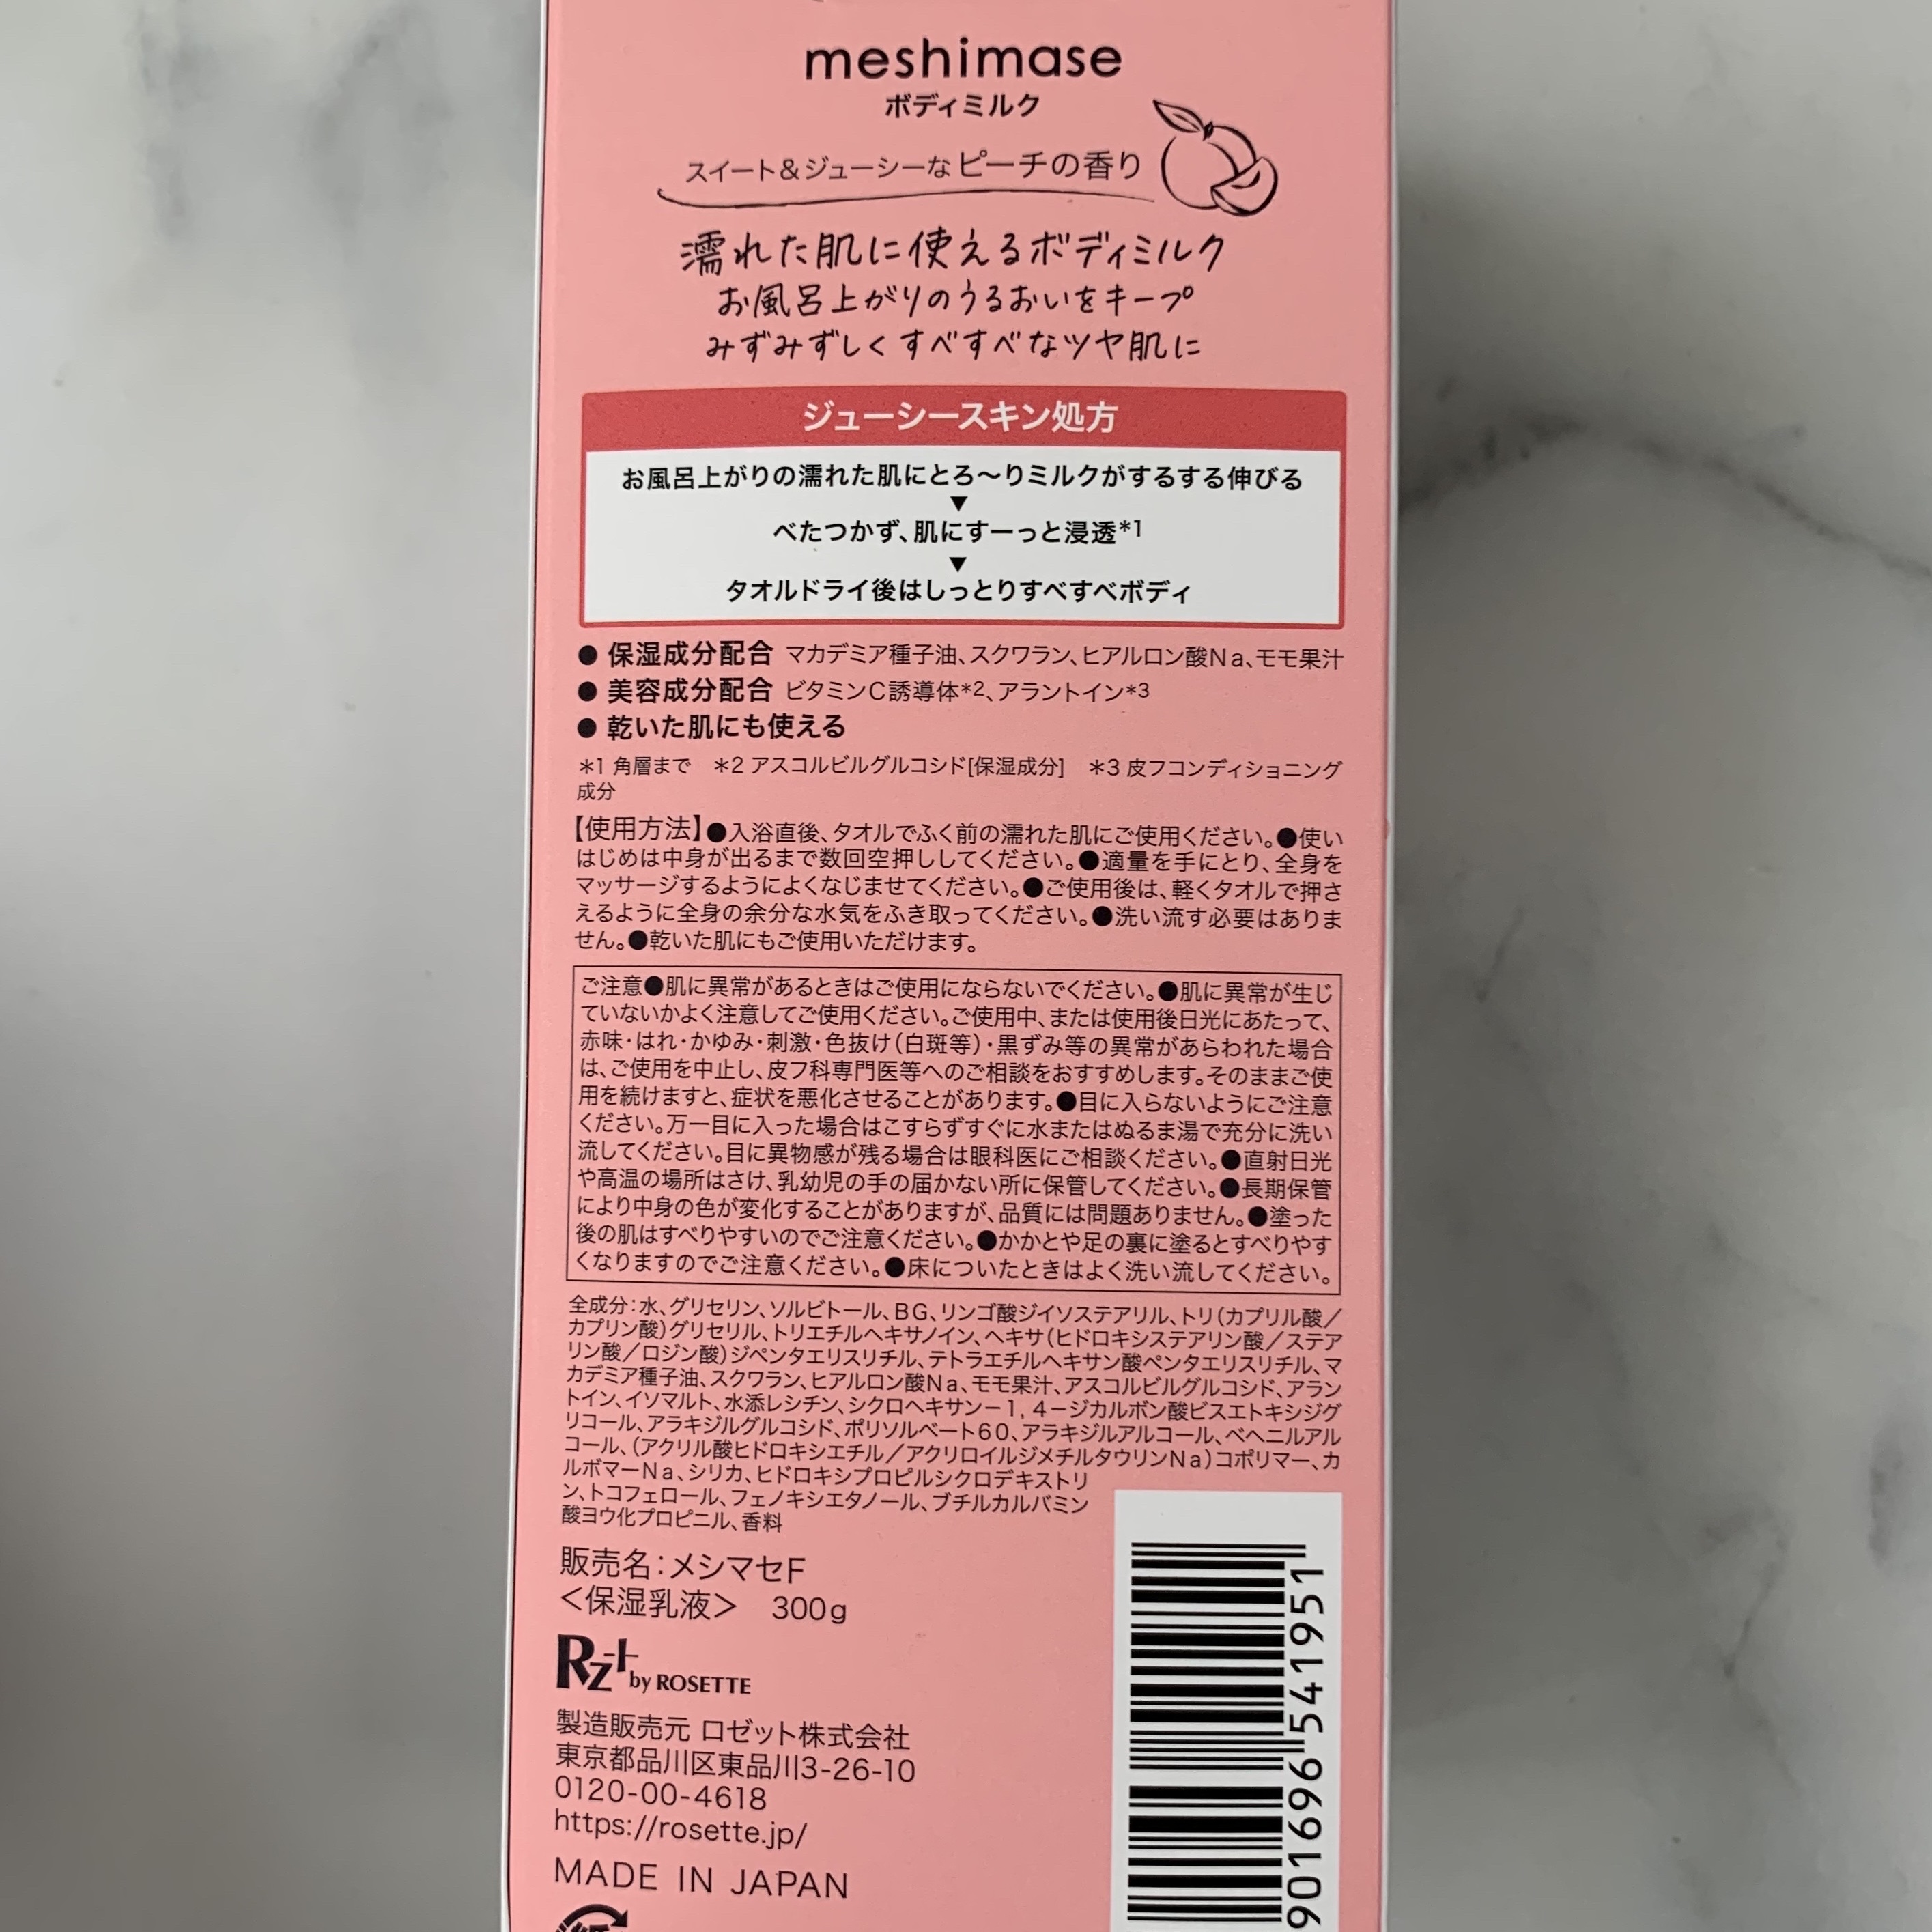 meshimase
ボディミルク
スイート&ジューシーなピーチの香り
濡れた肌に使えるボディミルク
お風呂上がりのうるおいをキープ
みずみずしくすべすべなツヤ肌に
ジューシースキン処方
お風呂上がりの濡れた肌にとろ〜りミルクがするする伸びる
▼
べたつかず、肌にすーっと浸透*1
▼
タオルドライ後はしっとりすべすべボディ
● 保湿成分配合 マカデミア種子油、スクワラン、ヒアルロン酸Na、モモ果汁
● 美容成分配合 ビタミンC誘導体*2、アラントイン*3
● 乾いた肌にも使える
*1 角層まで *2 アスコルビルグルコシド[保湿成分] *3 皮フコンディショニング
成分
【使用方法】●入浴直後、タオルでふく前の濡れた肌にご使用ください。●使い
はじめは中身が出るまで数回空押ししてください。●適量を手にとり、全身を
マッサージするようによくなじませてください。●ご使用後は、軽くタオルで押さ
えるように全身の余分な水気をふき取ってください。●洗い流す必要はありま
せん。●乾いた肌にもご使用いただけます。
ご注意●肌に異常があるときはご使用にならないでください。●肌に異常が生じ
ていないかよく注意してご使用ください。ご使用中、または使用後日光にあたって、
赤味・はれ・かゆみ・刺激・色抜け(白斑等)・黒ずみ等の異常があらわれた場合
は、ご使用を中止し、皮フ科専門医等へのご相談をおすすめします。そのままご使
用を続けますと、症状を悪化させることがあります。●目に入らないようにご注意
ください。万一目に入った場合はこすらずすぐに水またはぬるま湯で充分に洗い
流してください。目に異物感が残る場合は眼科医にご相談ください。●直射日光
や高温の場所はさけ、乳幼児の手の届かない所に保管してください。●長期保管
により中身の色が変化することがありますが、品質には問題ありません。●塗った
後の肌はすべりやすいのでご注意ください。●かかとや足の裏に塗るとすべりやす
くなりますのでご注意ください。●床についたときはよく洗い流してください。
全成分:水、グリセリン、ソルビトール、BG、リンゴ酸ジイソステアリル、トリ(カプリル酸/
カプリン酸)グリセリル、トリエチルヘキサノイン、ヘキサ(ヒドロキシステアリン酸/ステア
リン酸/ロジン酸)ジペンタエリスリチル、テトラエチルヘキサン酸ペンタエリスリチル、マ
カデミア種子油、スクワラン、ヒアルロン酸Na、モモ果汁、アスコルビルグルコシド、アラン
トイン、イソマルト、水添レシチン、シクロヘキサン-1,4-ジカルボン酸ビスエトキシジグ
リコール、アラキジルグルコシド、ポリソルベート60、アラキジルアルコール、ベヘニルアル
コール、(アクリル酸ヒドロキシエチル/アクリロイルジメチルタウリンNa)コポリマー、カ
ルボマーNa、シリカ、ヒドロキシプロピルシクロデキストリ
ン、トコフェロール、フェノキシエタノール、ブチルカルバミン
酸ヨウ化プロピニル、香料
販売名:メシマセF
<保湿乳液> 300g
Rz+ by ROSETTE
製造販売元 ロゼット株式会社
東京都品川区東品川3-26-10
0120-00-4618
https://rosette.jp/
MADE IN JAPAN